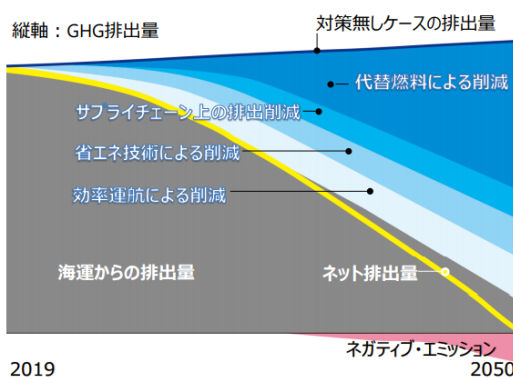 縦軸：GHG排出量
対策無しケースの排出量
代替燃料による削減
サプライチェーン上の排出削減
省エネ技術による削減
効率運航による削減
海運からの排出量
ネット排出量
ネガティブ・エミッション
2019
2050